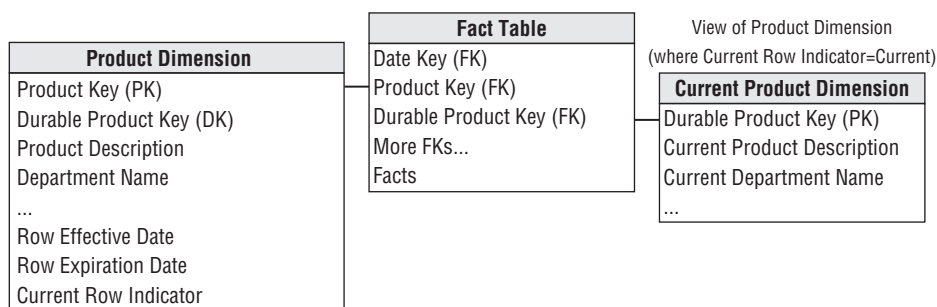 Product Dimension
Product Key (PK)
Durable Product Key (DK)
Product Description
Department Name
...
Row Effective Date
Row Expiration Date
Current Row Indicator
Fact Table
Date Key (FK)
Product Key (FK)
Durable Product Key (FK)
More FKs...
Facts
View of Product Dimension
(where Current Row Indicator=Current)
Current Product Dimension
Durable Product Key (PK)
Current Product Description
Current Department Name
...